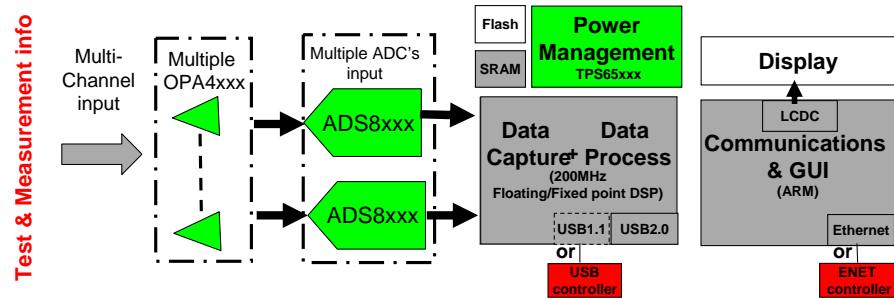 Test & Measurement info
Multi-
Channel
input
Multiple
OPA4xxx
Multiple ADC's
input
ADS8xxx
ADS8xxx
Flash
SRAM
Power
Management
TPS65xxx
Data Data
Capture+ Process
(200MHz
Floating/Fixed point DSP)
USB1.1
USB2.0
or
USB
controller
Display
LCDC
Communications
& GUI
(ARM)
Ethernet
or
ENET
controller